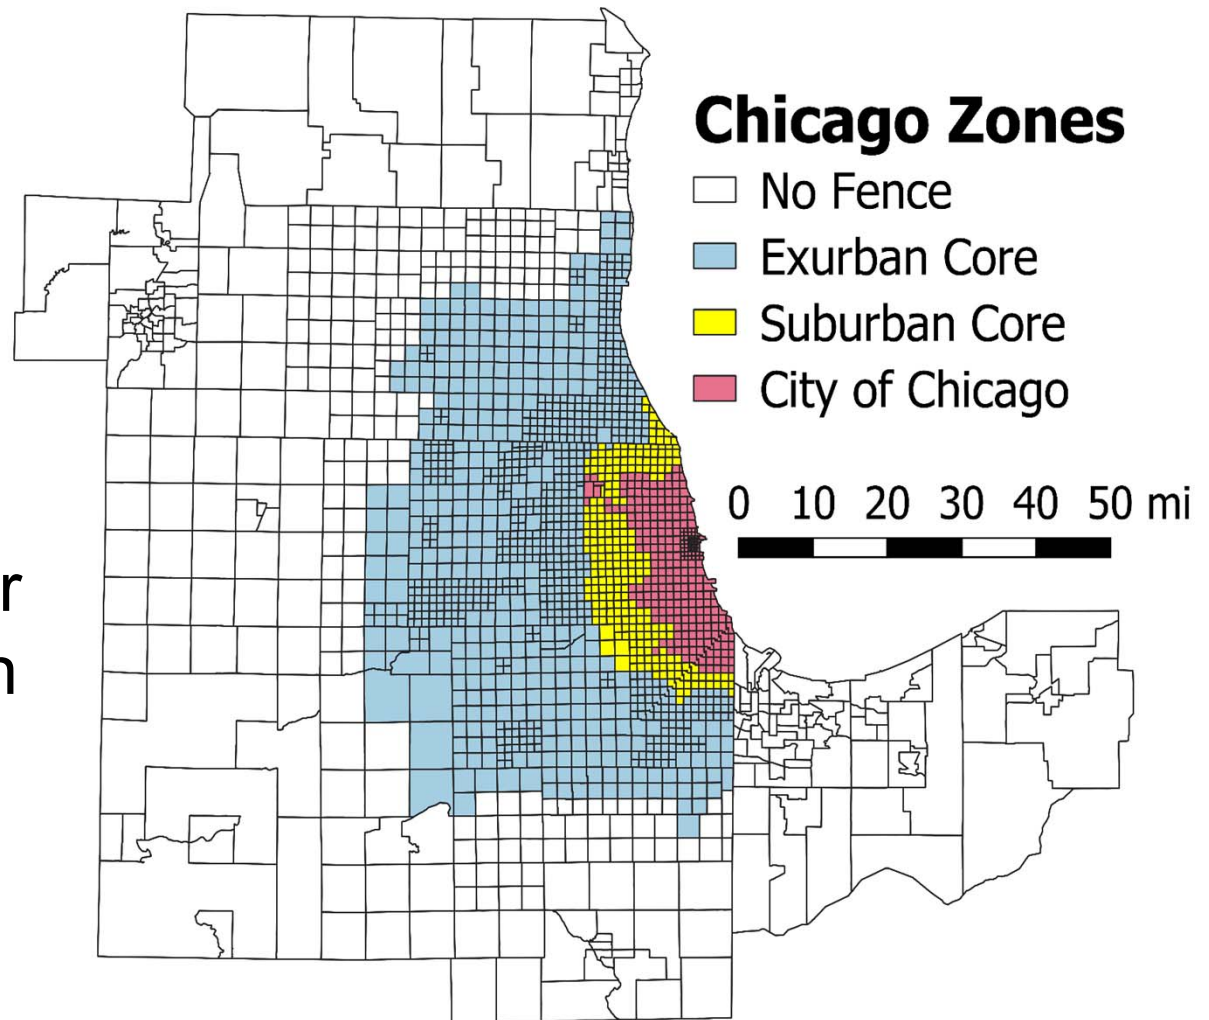 Chicago Zones
No Fence
Exurban Core
Suburban Core
City of Chicago
0 10 20 30 40 50 mi
r
n